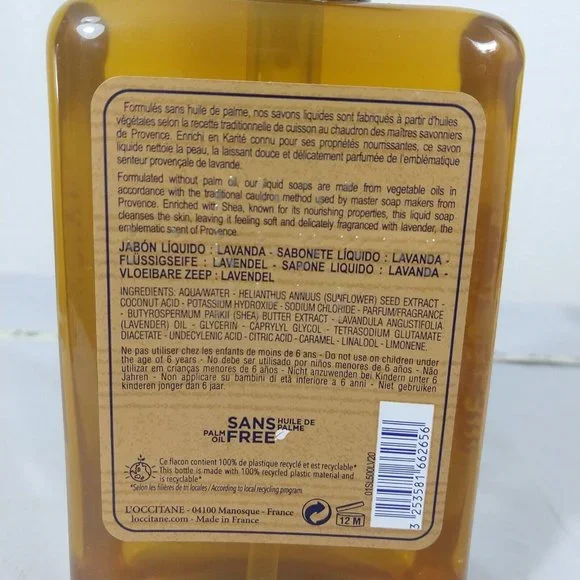 Formulés sans huile de palme, nos savons liquides sont fabriqués à partir d'huiles
végétales selon la recette traditionnelle de cuisson au chaudron des maîtres savonniers
de Provence. Enrichi en Karité connu pour ses propriétés nourrissantes, ce savon
liquide nettoie la peau, la laissant douce et délicatement parfumée de l'emblématique
senteur provençale de lavande.
Formulated without palm oil, our liquid soaps are made from vegetable oils in
accordance with the traditional cauldron method used by master soap makers from
Provence. Enriched with Shea, known for its nourishing properties, this liquid soap
cleanses the skin, leaving it feeling soft and delicately fragranced with lavender, the
emblematic scent of Provence.
JABÓN LÍQUIDO : LAVANDA - SABONETE LÍQUIDO : LAVANDA -
FLÜSSIGSEIFE : LAVENDEL - SAPONE LIQUIDO : LAVANDA -
VLOEIBARE ZEEP : LAVENDEL
INGREDIENTS: AQUA/WATER - HELIANTHUS ANNUUS (SUNFLOWER) SEED EXTRACT -
COCONUT ACID - POTASSIUM HYDROXIDE - SODIUM CHLORIDE - PARFUM/FRAGRANCE
- BUTYROSPERMUM PARKII (SHEA) BUTTER EXTRACT - LAVANDULA ANGUSTIFOLIA
(LAVENDER) OIL - GLYCERIN - CAPRYLYL GLYCOL - TETRASODIUM GLUTAMATE
DIACETATE - UNDECYLENIC ACID - CITRIC ACID - CARAMEL - LINALOOL - LIMONENE.
Ne pas utiliser chez les enfants de moins de 6 ans - Do not use on children under
the age of 6 years - No debe ser utilizado por niños menores de 6 años - Não
utilizar em crianças menores de 6 años - Nicht anzuwenden bei Kindern unter 6
Jahren - Non applicare su bambini di età inferiore a 6 anni - Niet gebruiken bij
kinderen jonger dan 6 jaar.
SANS HUILE DE PALME
PALM OIL FREE
Ce flacon contient 100% de plastique recyclé et est recyclable*
This bottle is made with 100% recycled plastic material and
is recyclable*
*Selon les filières de tri locales / According to local recycling program
L'OCCITANE - 04100 Manosque - France
loccitane.com - Made in France
12 M
01SL500LV20
3 253581 662656